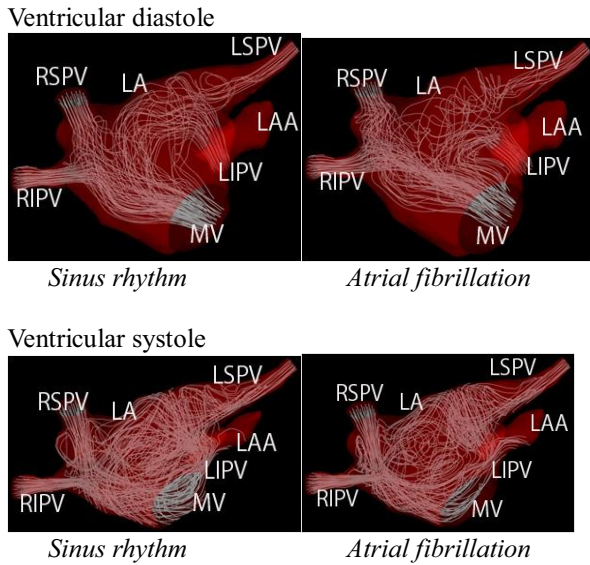 Ventricular diastole
RSPV LA LSPV
LAA
LIPV
RIPV
MV
RSPV LA LSPV
LAA
LIPV
RIPV
MV
Sinus rhythm Atrial fibrillation
Ventricular systole
RSPV LA LSPV
LAA
LIPV
RIPV MV
RSPV LA LSPV
LAA
LIPV
RIPV MV
Sinus rhythm Atrial fibrillation